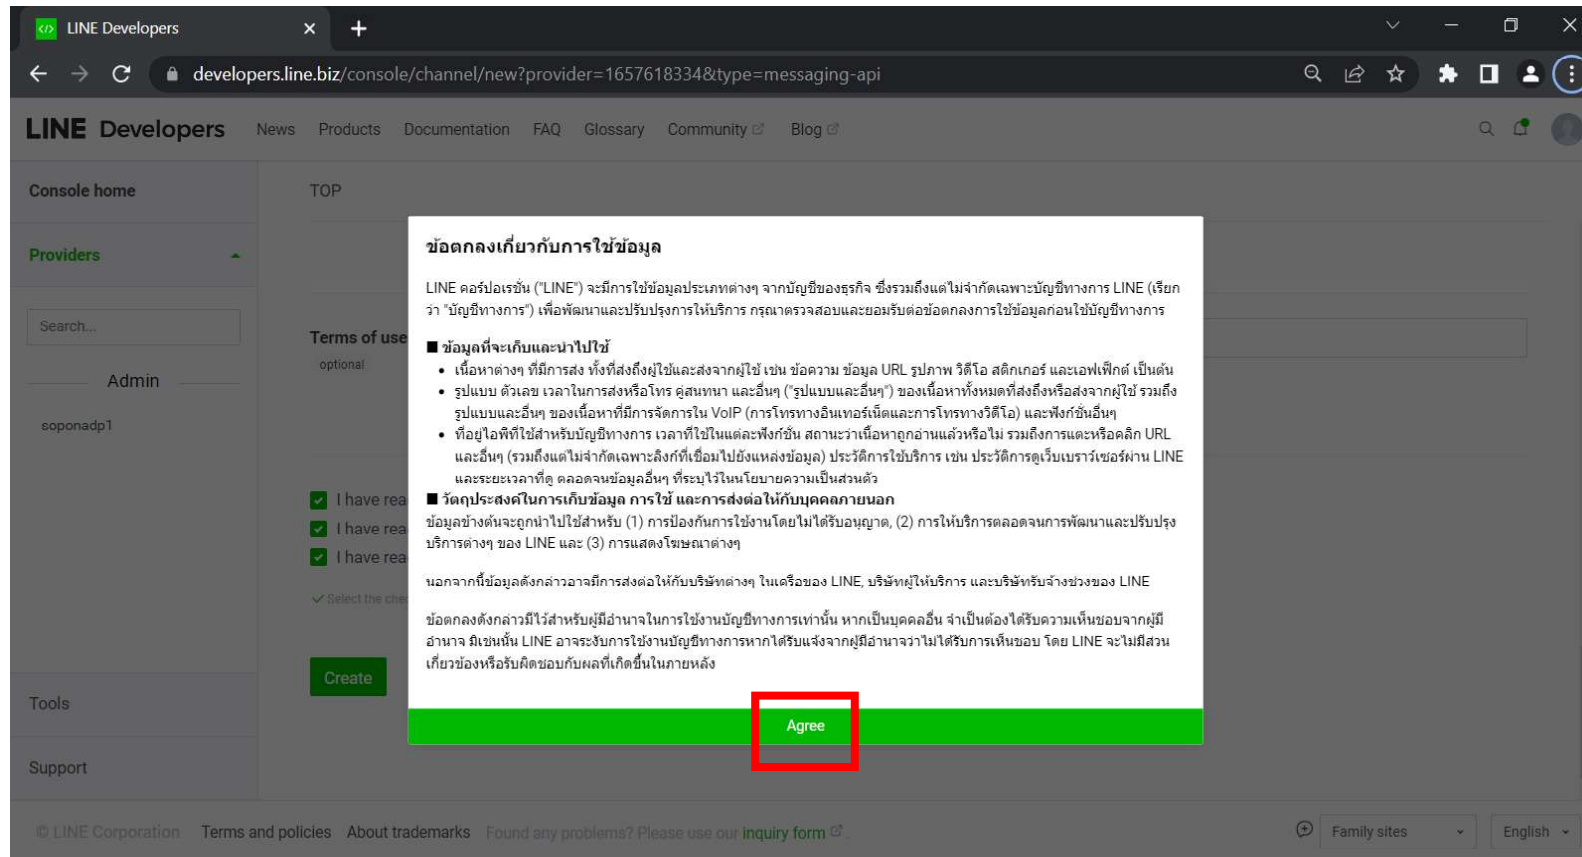 LINE Developers
developers.line.biz/console/channel/new?provider=1657618334&type=messaging-api
LINE Developers News Products Documentation FAQ Glossary Community Blog
Console home
TOP
Providers
Search...
Admin
soponadp1
Terms of use
optional
ข้อตกลงเกี่ยวกับการใช้ข้อมูล
LINE คอร์ปอเรชั่น ("LINE") จะมีการใช้ข้อมูลประเภทต่างๆ จากบัญชีของธุรกิจ ซึ่งรวมถึงแต่ไม่จำกัดเฉพาะบัญชีทางการ LINE (เรียก
ว่า "บัญชีทางการ") เพื่อพัฒนาและปรับปรุงการให้บริการ กรุณาตรวจสอบและยอมรับต่อข้อตกลงการใช้ข้อมูลก่อนใช้บัญชีทางการ
■ ข้อมูลที่จะเก็บและนำไปใช้
• เนื้อหาต่างๆ ที่มีการส่ง ทั้งที่ส่งถึงผู้ใช้และส่งจากผู้ใช้ เช่น ข้อความ ข้อมูล URL รูปภาพ วิดีโอ สติกเกอร์ และเอฟเฟ็กต์ เป็นต้น
• รูปแบบ ตัวเลข เวลาในการส่งหรือโทร คู่สนทนา และอื่นๆ ("รูปแบบและอื่นๆ") ของเนื้อหาทั้งหมดที่ส่งถึงหรือส่งจากผู้ใช้ รวมถึง
รูปแบบและอื่นๆ ของเนื้อหาที่มีการจัดการใน VoIP (การโทรทางอินเทอร์เน็ตและการโทรทางวิดีโอ) และฟังก์ชั่นอื่นๆ
• ที่อยู่ไอพีที่ใช้สำหรับบัญชีทางการ เวลาที่ใช้ในแต่ละฟังก์ชั่น สถานะว่าเนื้อหาถูกอ่านแล้วหรือไม่ รวมถึงการแตะหรือคลิก URL
และอื่นๆ (รวมถึงแต่ไม่จำกัดเฉพาะลิงก์ที่เชื่อมไปยังแหล่งข้อมูล) ประวัติการใช้บริการ เช่น ประวัติการดูเว็บเบราว์เซอร์ผ่าน LINE
และระยะเวลาที่ดู ตลอดจนข้อมูลอื่นๆ ที่ระบุไว้ในนโยบายความเป็นส่วนตัว
■ วัตถุประสงค์ในการเก็บข้อมูล การใช้ และการส่งต่อให้กับบุคคลภายนอก
ข้อมูลข้างต้นจะถูกนำไปใช้สำหรับ (1) การป้องกันการใช้งานโดยไม่ได้รับอนุญาต, (2) การให้บริการตลอดจนการพัฒนาและปรับปรุง
บริการต่างๆ ของ LINE และ (3) การแสดงโฆษณาต่างๆ
นอกจากนี้ข้อมูลดังกล่าวอาจมีการส่งต่อให้กับบริษัทต่างๆ ในเครือของ LINE, บริษัทผู้ให้บริการ และบริษัทรับจ้างช่วงของ LINE
ข้อตกลงดังกล่าวมีไว้สำหรับผู้มีอำนาจในการใช้งานบัญชีทางการเท่านั้น หากเป็นบุคคลอื่น จำเป็นต้องได้รับความเห็นชอบจากผู้มี
อำนาจ มิเช่นนั้น LINE อาจระงับการใช้งานบัญชีทางการหากได้รับแจ้งจากผู้มีอำนาจว่าไม่ได้รับการเห็นชอบ โดย LINE จะไม่มีส่วน
เกี่ยวข้องหรือรับผิดชอบกับผลที่เกิดขึ้นในภายหลัง
Agree
I have rea
I have rea
I have rea
Select the che
Create
Tools
Support
© LINE Corporation Terms and policies About trademarks Found any problems? Please use our inquiry form
Family sites English